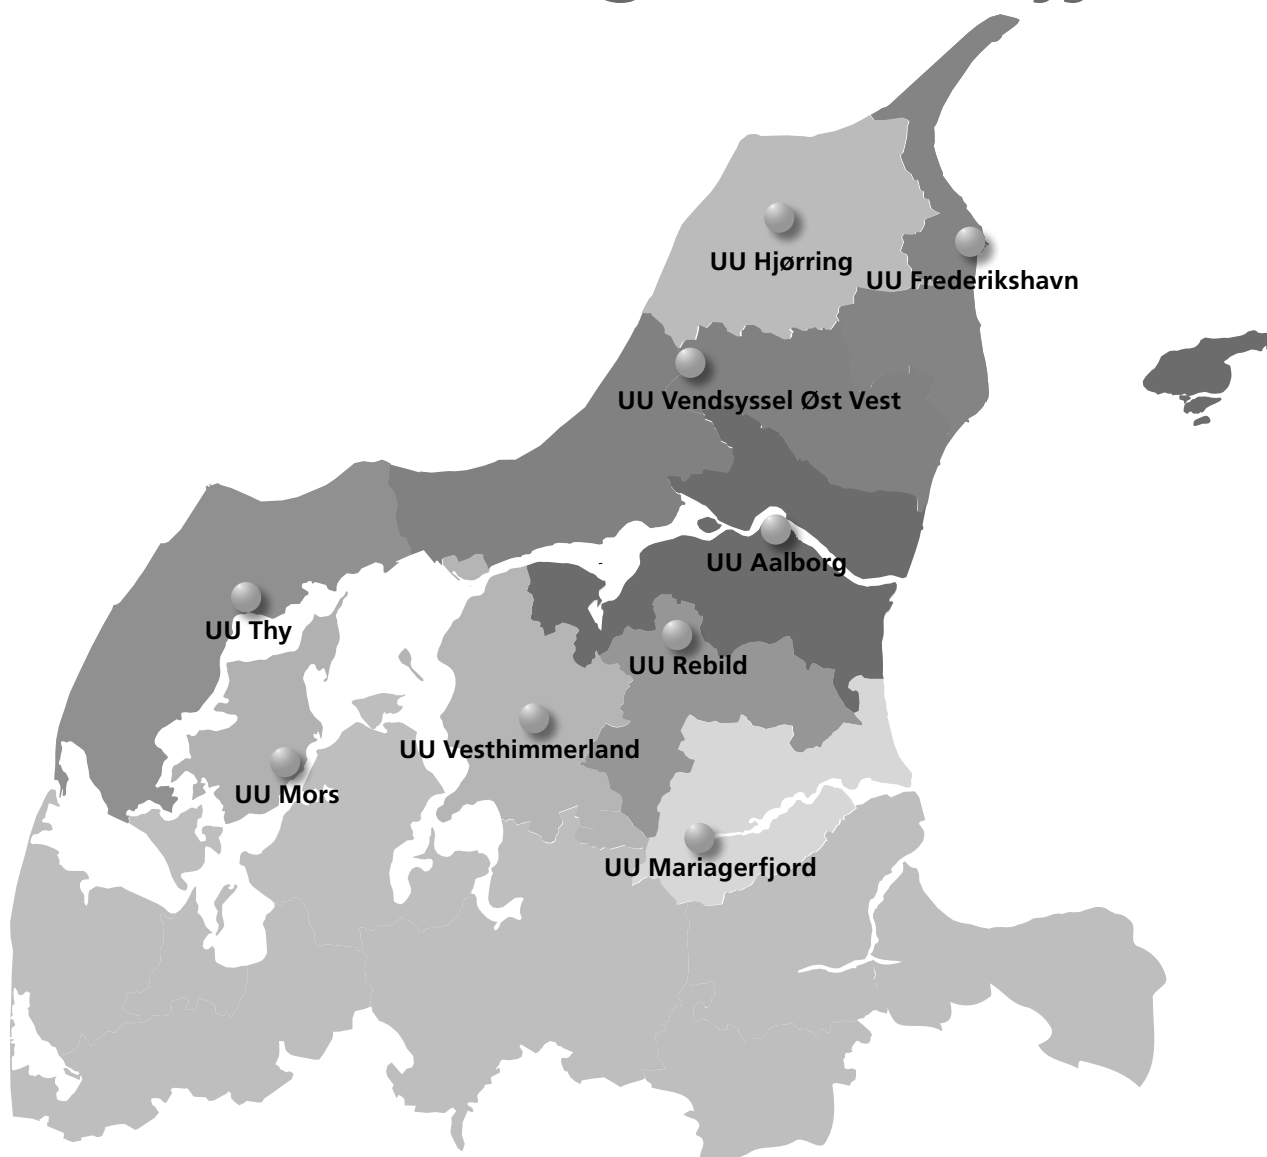 UU Hjørring
UU Frederikshavn
UU Vendsyssel Øst Vest
UU Aalborg
UU Thy
UU Rebild
UU Vesthimmerland
UU Mors
UU Mariagerfjord